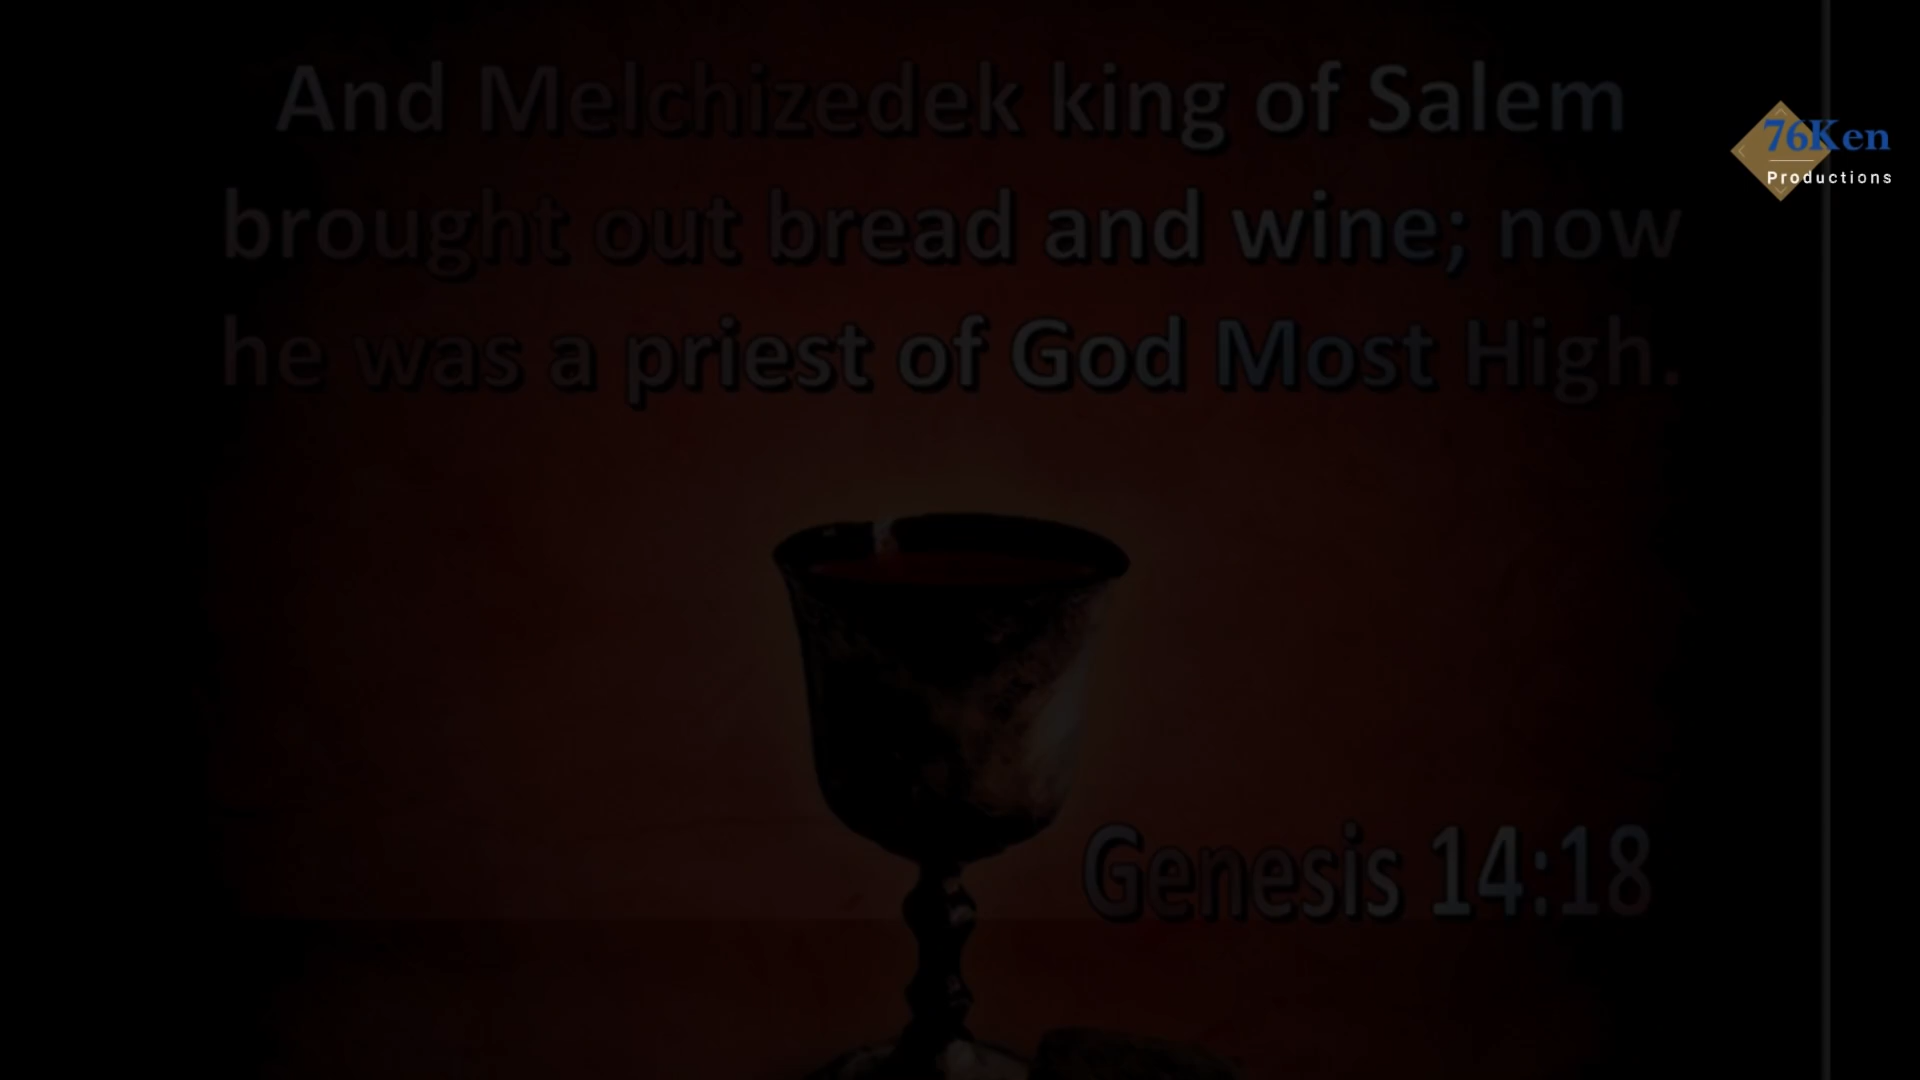 And Melchizedek king of Salem
brought out bread and wine; now
he was a priest of God Most High.
Genesis 14:18
76Ken
Productions